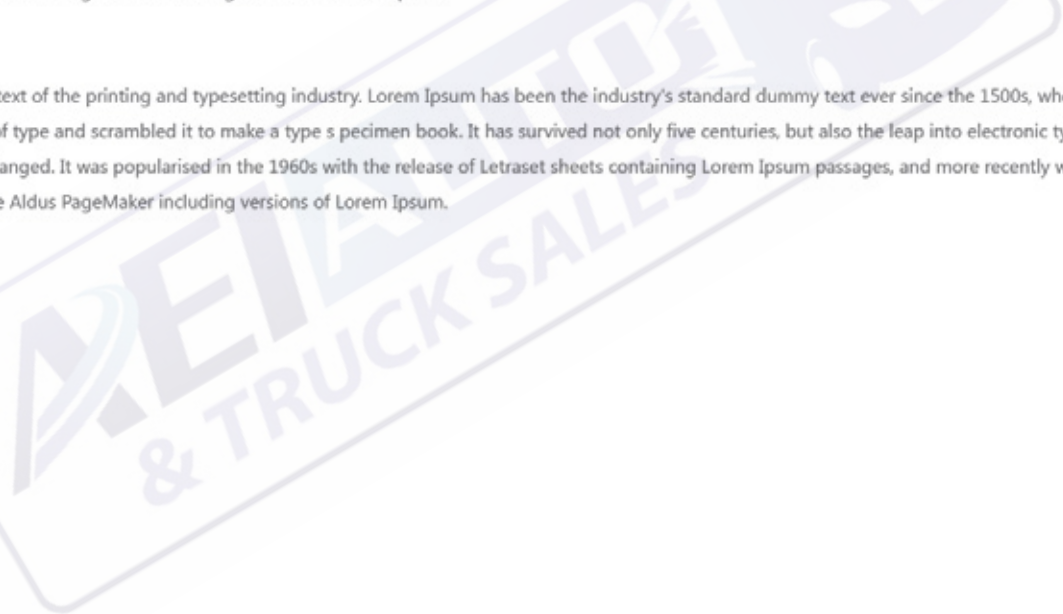 text of the printing and typesetting industry. Lorem Ipsum has been the industry's standard dummy text ever since the 1500s,
of type and scrambled it to make a type s pecimen book. It has survived not only five centuries, but also the leap into electronic
anged. It was popularised in the 1960s with the release of Letraset sheets containing Lorem Ipsum passages, and more recently
Aldus PageMaker including versions of Lorem Ipsum.
AEI AUTO
& TRUCK SALES